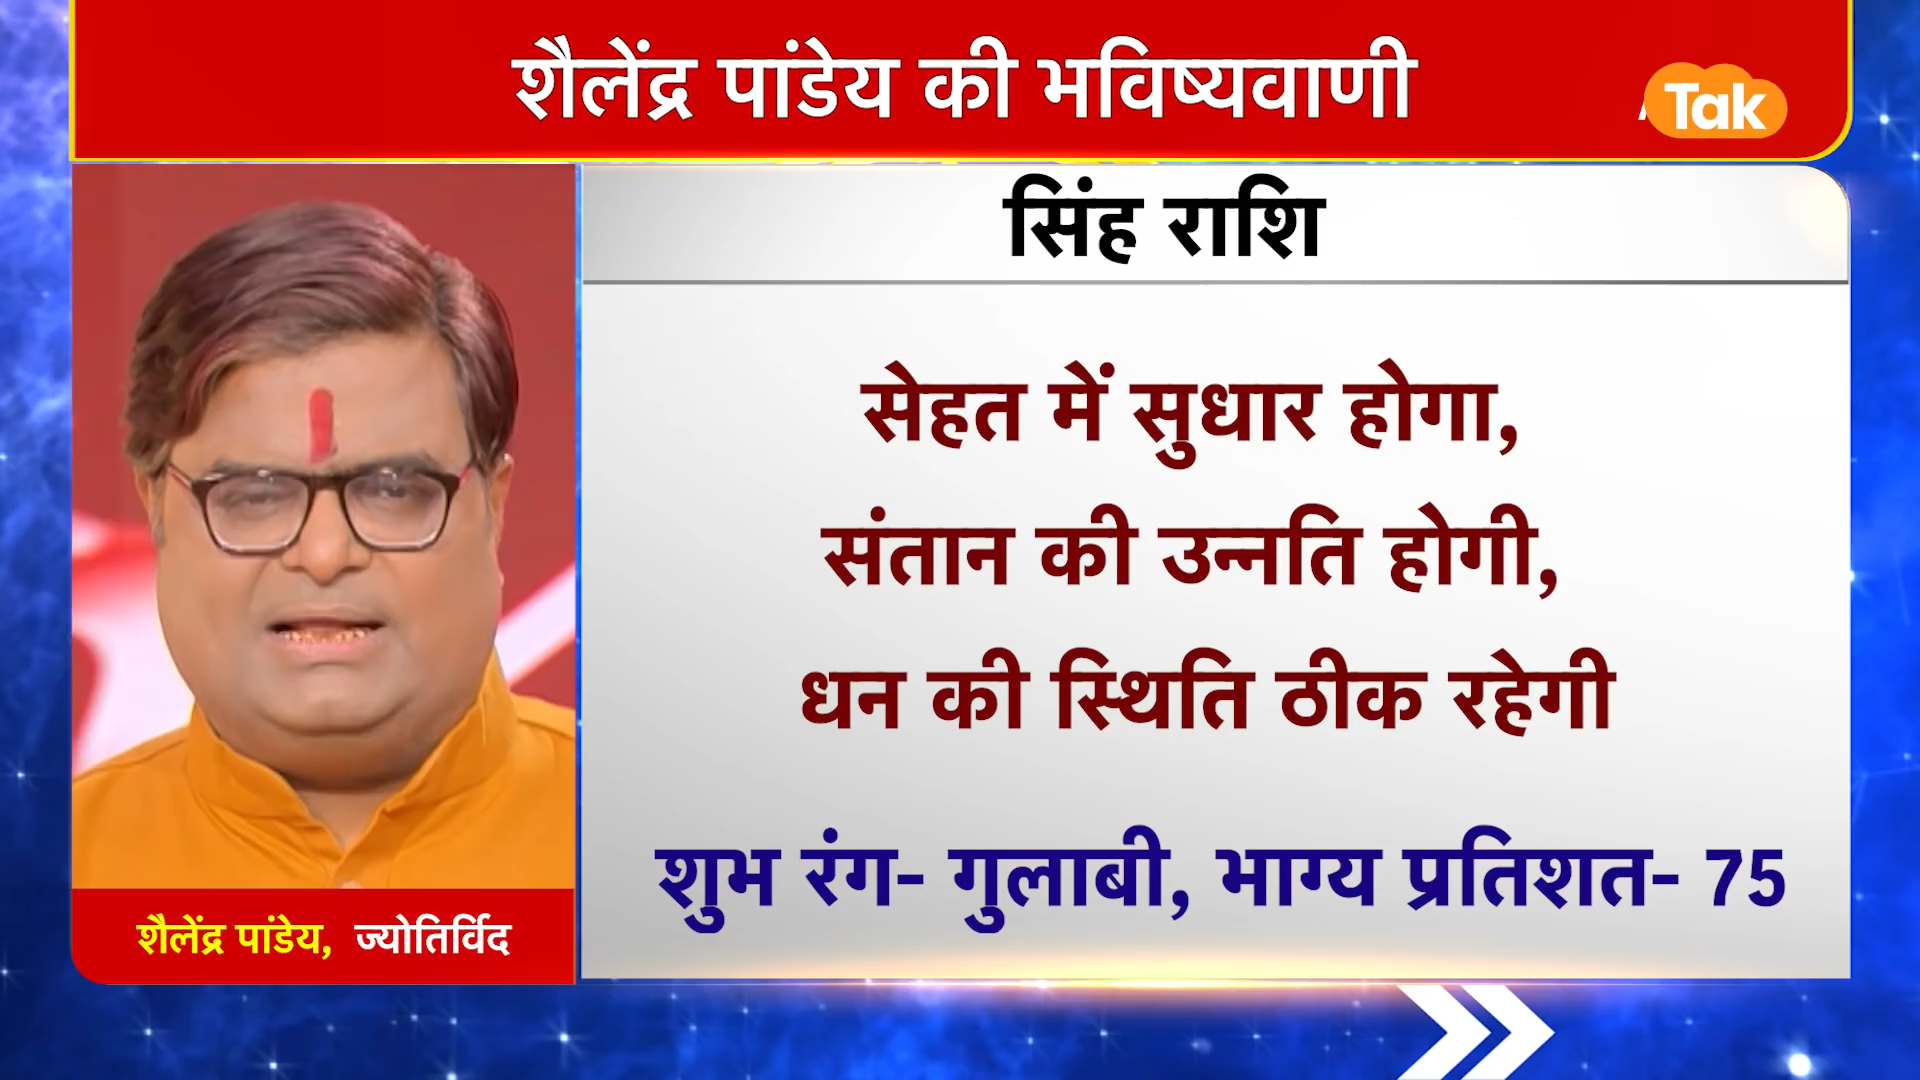 शैलेंद्र पांडेय की भविष्यवाणी
Tak
सिंह राशि
सेहत में सुधार होगा,
संतान की उन्नति होगी,
धन की स्थिति ठीक रहेगी
शुभ रंग- गुलाबी, भाग्य प्रतिशत- 75
शैलेंद्र पांडेय, ज्योतिर्विद